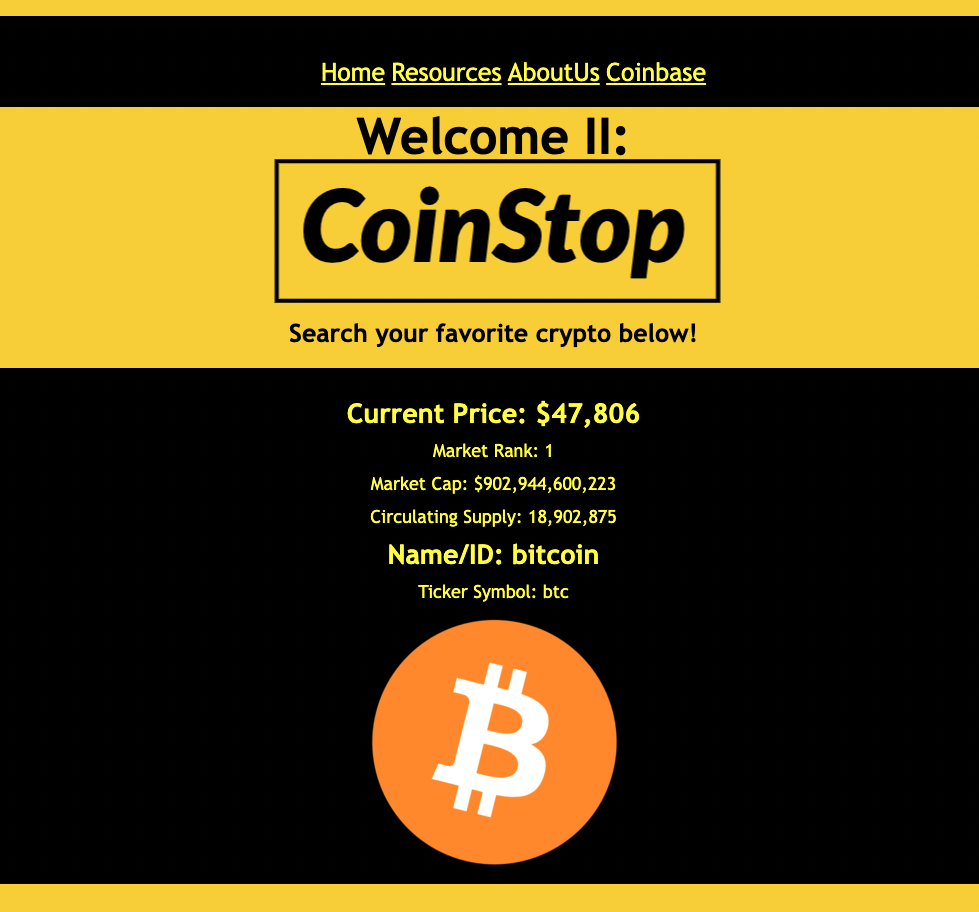 Home Resources AboutUs Coinbase
Welcome II:
CoinStop
Search your favorite crypto below!
Current Price: $47,806
Market Rank: 1
Market Cap: $902,944,600,223
Circulating Supply: 18,902,875
Name/ID: bitcoin
Ticker Symbol: btc